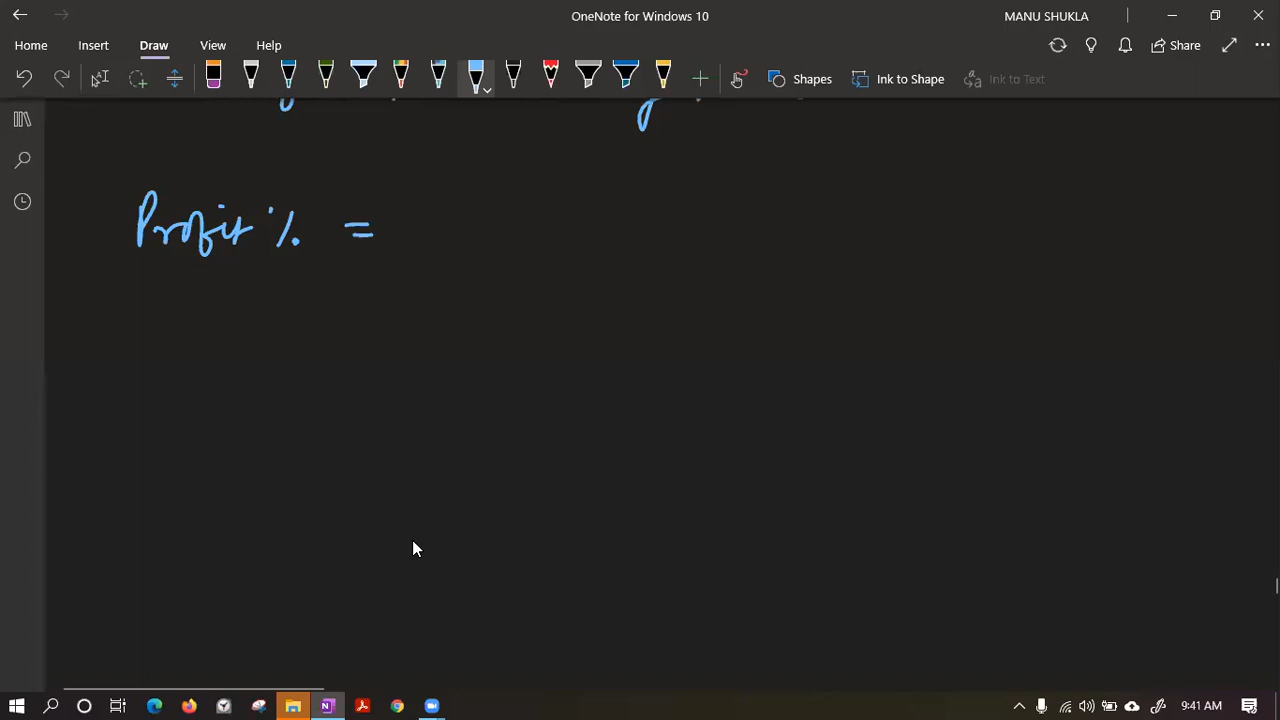 OneNote for Windows 10
MANU SHUKLA
Home Insert Draw View Help
Share
Shapes
Ink to Shape
Ink to Text
Profit % =
9:41 AM